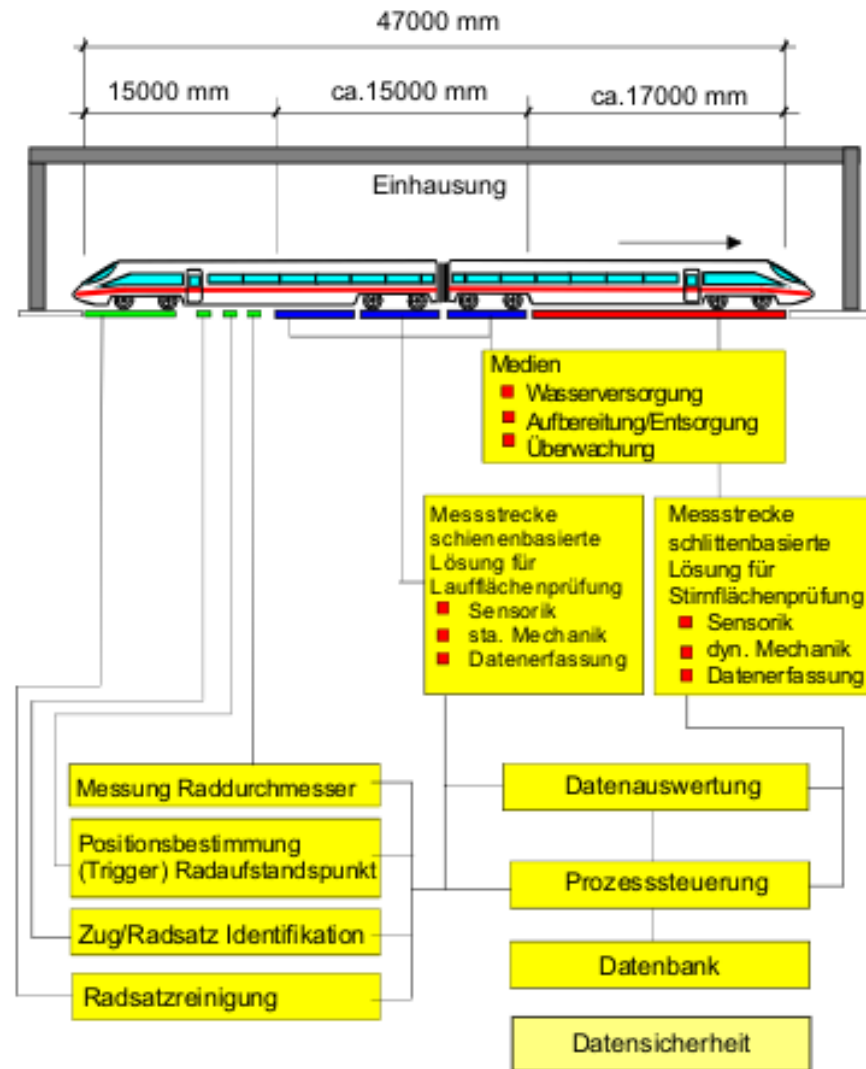 47000 mm
15000 mm
ca.15000 mm
ca.17000 mm
Einhausung
Medien
Wasserversorgung
Aufbereitung/Entsorgung
Überwachung
Messstrecke
schienenbasierte
Lösung für
Laufflächenprüfung
Sensorik
sta. Mechanik
Datenerfassung
Messstrecke
schlittenbasierte
Lösung für
Stirnflächenprüfung
Sensorik
dyn. Mechanik
Datenerfassung
Messung Raddurchmesser
Positionsbestimmung
(Trigger) Radaufstandspunkt
Zug/Radsatz Identifikation
Radsatzreinigung
Datenauswertung
Prozesssteuerung
Datenbank
Datensicherheit